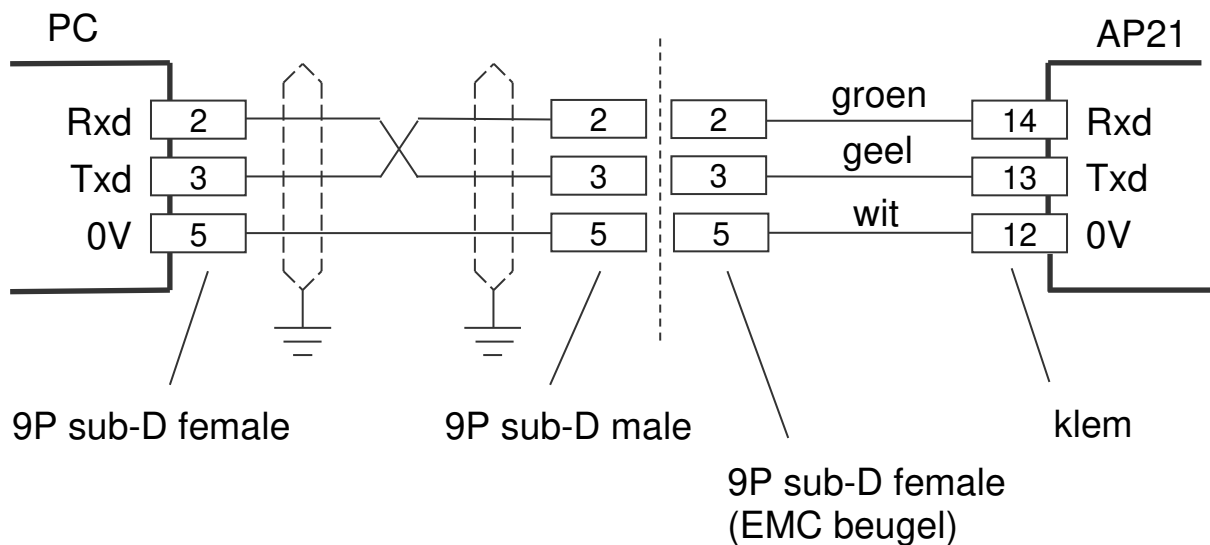 PC
AP21
Rxd 2 2 2 groen 14 Rxd
Txd 3 3 3 geel 13 Txd
0V 5 5 5 wit 12 0V
9P sub-D female
9P sub-D male
klem
9P sub-D female
(EMC beugel)